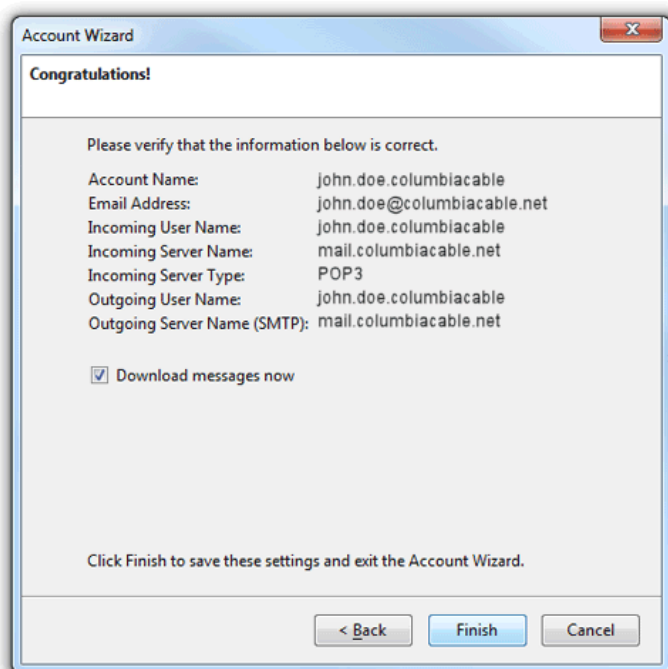 Account Wizard
Congratulations!
Please verify that the information below is correct.
Account Name: john.doe.columbiacable
Email Address: john.doe@columbiacable.net
Incoming User Name: john.doe.columbiacable
Incoming Server Name: mail.columbiacable.net
Incoming Server Type: POP3
Outgoing User Name: john.doe.columbiacable
Outgoing Server Name (SMTP): mail.columbiacable.net
Download messages now
Click Finish to save these settings and exit the Account Wizard.
< Back Finish Cancel